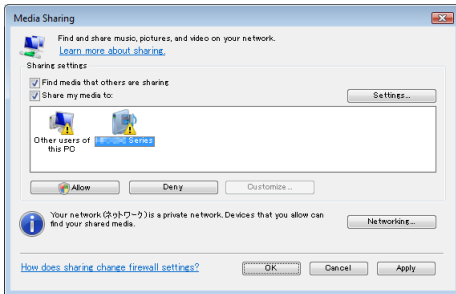 Media Sharing
Find and share music, pictures, and video on your network.
Learn more about sharing.
Sharing settings
Find media that others are sharing
Share my media to:
Settings...
Other users of
this PC
Series
Allow
Deny
Customize...
Your network (ネットワーク) is a private network. Devices that you allow can
find your shared media.
Networking...
How does sharing change firewall settings?
OK
Cancel
Apply